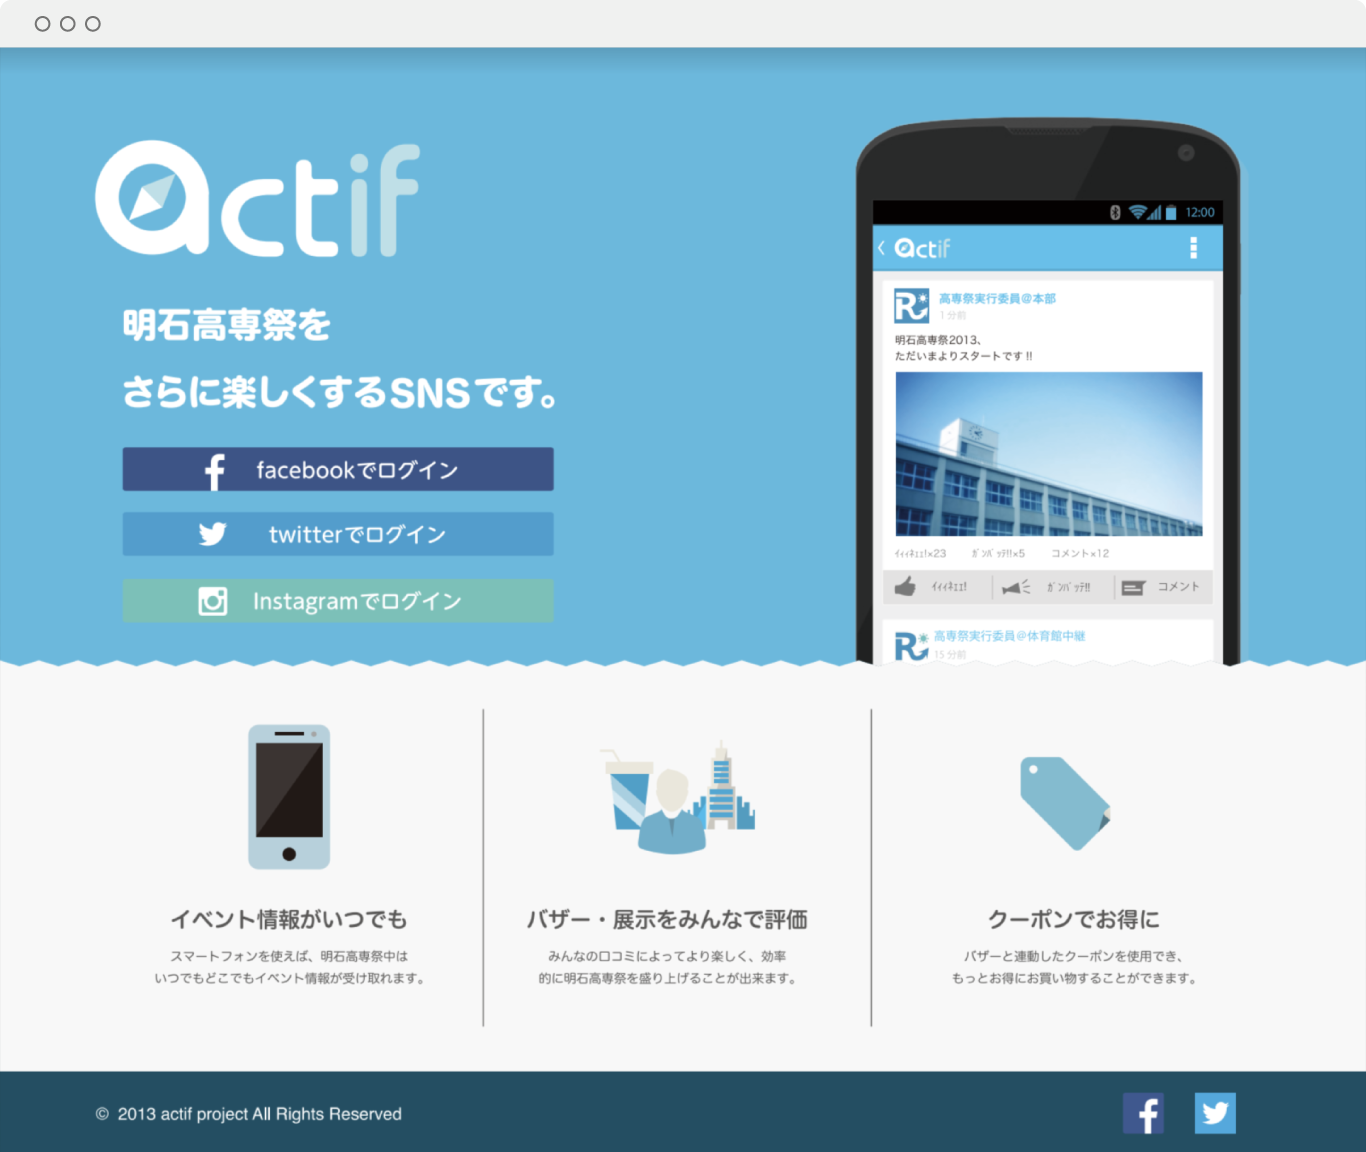 actif
明石高専祭を
さらに楽しくするSNSです。
facebookでログイン
twitterでログイン
Instagramでログイン
12:00
actif
高専祭実行委員@本部
1分前
明石高専祭2013、
ただいまよりスタートです!!
ｲｨｨﾈｪｴ!×23 ｶﾞﾝﾊﾞｯﾃ!!×5 コメント×12
ｲｨｨﾈｪｴ! ｶﾞﾝﾊﾞｯﾃ!! コメント
高専祭実行委員@体育館中継
15分前
イベント情報がいつでも
スマートフォンを使えば、明石高専祭中は
いつでもどこでもイベント情報が受け取れます。
バザー・展示をみんなで評価
みんなの口コミによってより楽しく、効率
的に明石高専祭を盛り上げることが出来ます。
クーポンでお得に
バザーと連動したクーポンを使用でき、
もっとお得にお買い物することができます。
© 2013 actif project All Rights Reserved